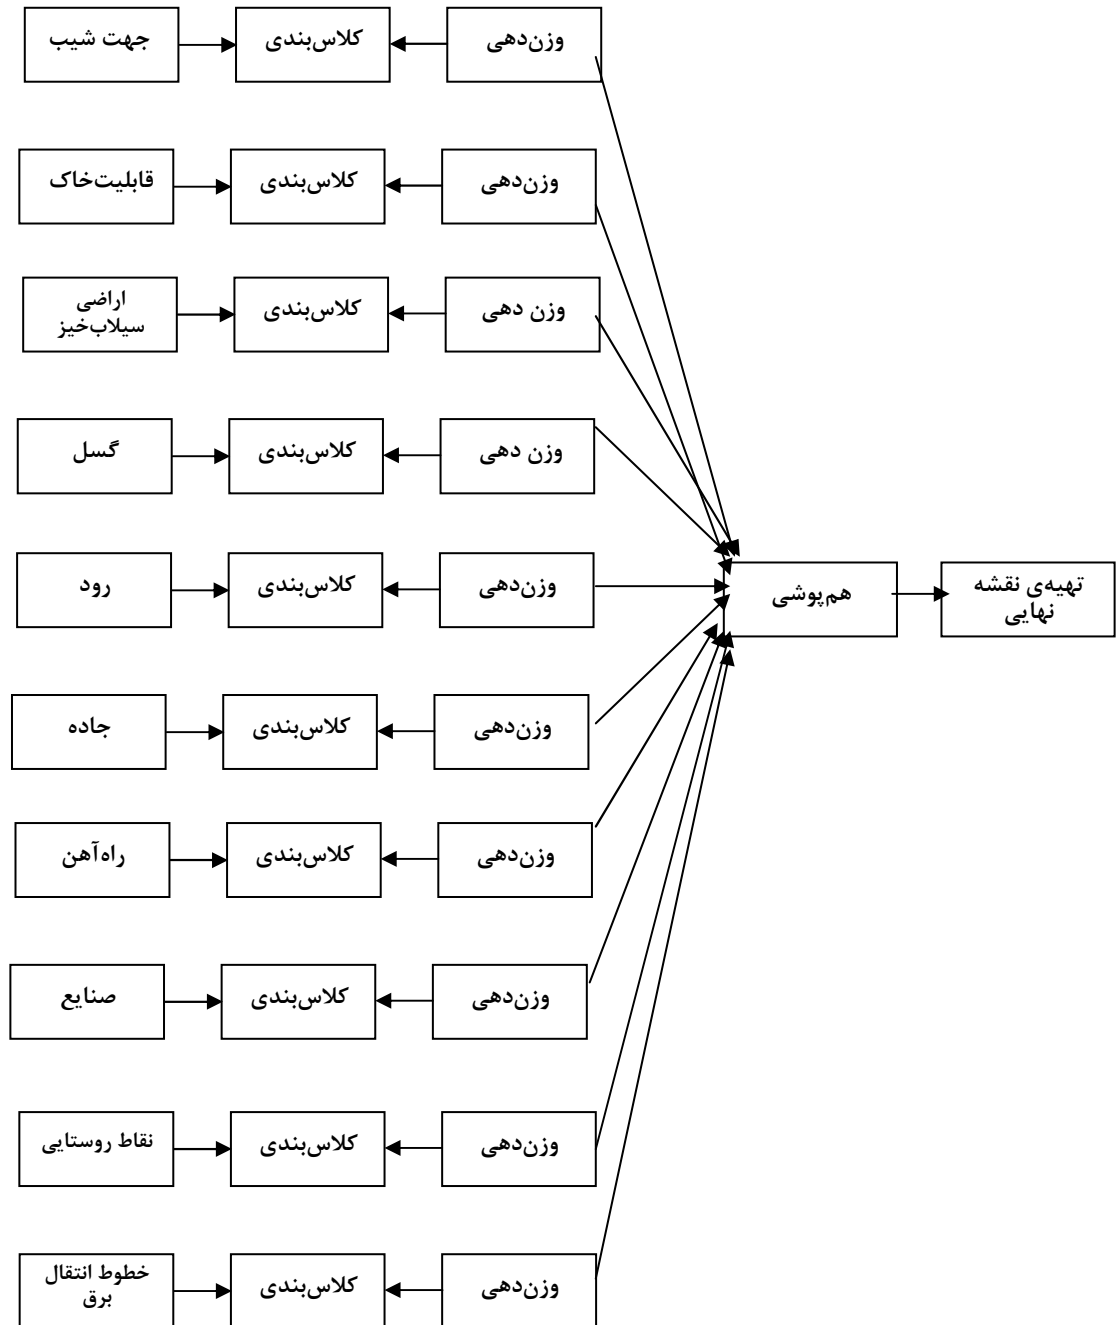 جهت شیب
کلاس‌بندی
وزن‌دهی
قابلیت‌خاک
کلاس‌بندی
وزن‌دهی
اراضی
سیلاب‌خیز
کلاس‌بندی
وزن دهی
گسل
کلاس‌بندی
وزن دهی
رود
کلاس‌بندی
وزن‌دهی
هم‌پوشی
تهیه‌ی نقشه
نهایی
جاده
کلاس‌بندی
وزن‌دهی
راه‌آهن
کلاس‌بندی
وزن‌دهی
صنایع
کلاس‌بندی
وزن‌دهی
نقاط روستایی
کلاس‌بندی
وزن‌دهی
خطوط انتقال
برق
کلاس‌بندی
وزن‌دهی